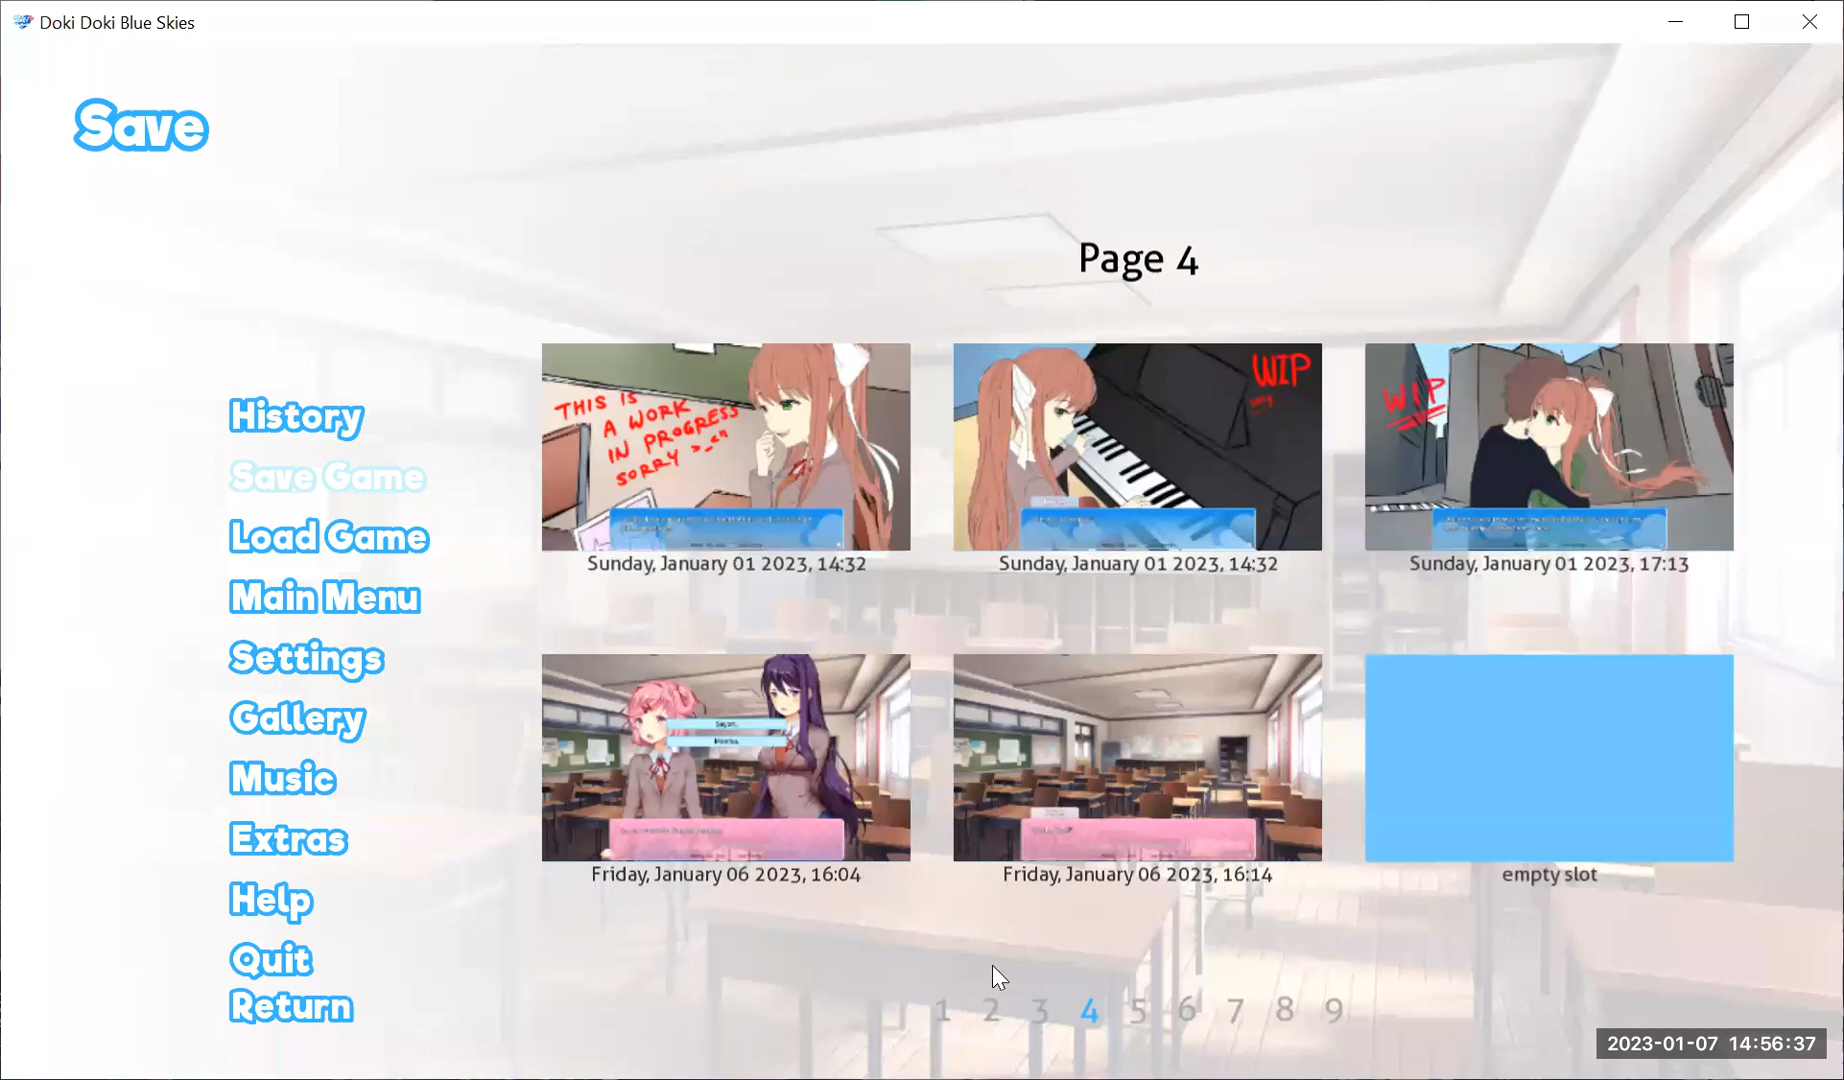 Doki Doki Blue Skies
Save
Page 4
History
Save Game
Load Game
Main Menu
Settings
Gallery
Music
Extras
Help
Quit
Return
THIS IS
A WORK
IN PROGRESS
SORRY >_<"
WIP
WIP
Sunday, January 01 2023, 14:32
Sunday, January 01 2023, 14:32
Sunday, January 01 2023, 17:13
Friday, January 06 2023, 16:04
Friday, January 06 2023, 16:14
empty slot
1 2 3 4 5 6 7 8 9
2023-01-07 14:56:37